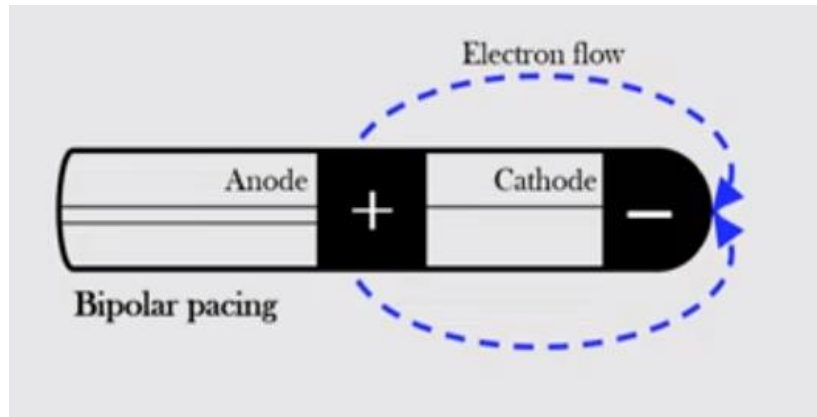 Electron flow
Anode
+
Cathode
−
Bipolar pacing